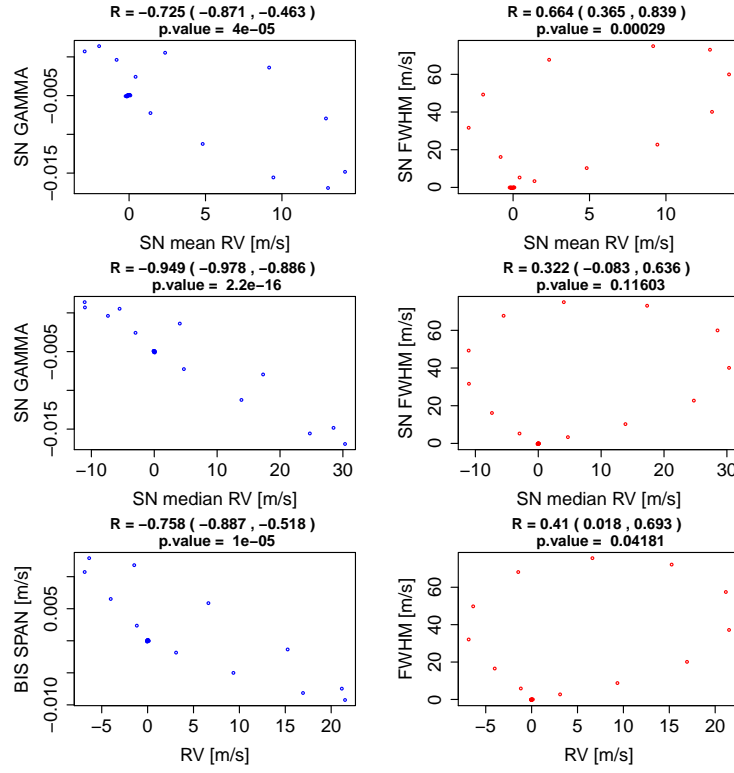 R = −0.725 ( −0.871 , −0.463 )
p.value = 4e−05
SN GAMMA
−0.005
−0.015
0 5 10
SN mean RV [m/s]
R = 0.664 ( 0.365 , 0.839 )
p.value = 0.00029
SN FWHM [m/s]
0 20 40 60
0 5 10
SN mean RV [m/s]
R = −0.949 ( −0.978 , −0.886 )
p.value = 2.2e−16
SN GAMMA
−0.005
−0.015
−10 0 10 20 30
SN median RV [m/s]
R = 0.322 ( −0.083 , 0.636 )
p.value = 0.11603
SN FWHM [m/s]
0 20 40 60
−10 0 10 20 30
SN median RV [m/s]
R = −0.758 ( −0.887 , −0.518 )
p.value = 1e−05
BIS SPAN [m/s]
0.005
−0.010
−5 0 5 10 15 20
RV [m/s]
R = 0.41 ( 0.018 , 0.693 )
p.value = 0.04181
FWHM [m/s]
0 20 40 60
−5 0 5 10 15 20
RV [m/s]